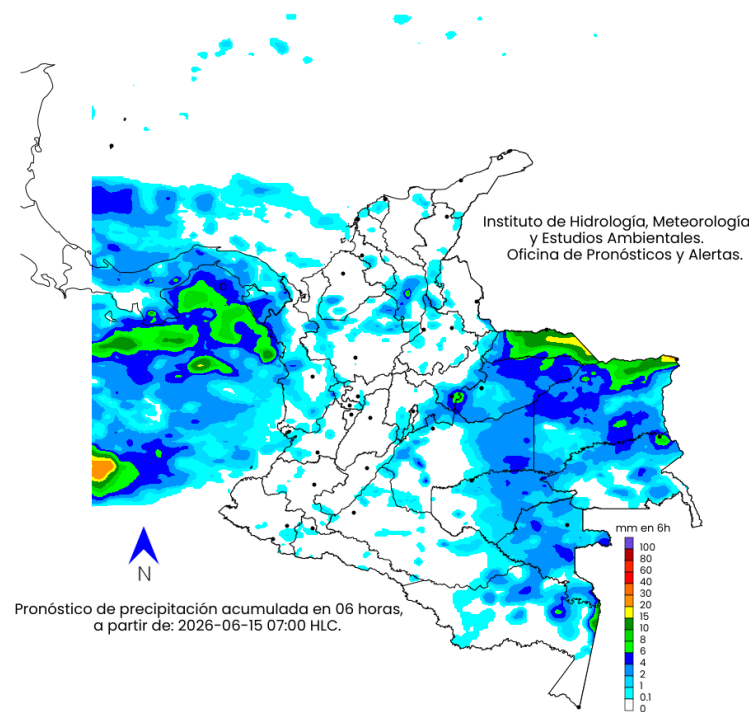 Instituto de Hidrología, Meteorología
y Estudios Ambientales.
Oficina de Pronósticos y Alertas.
mm en 6h
100
80
60
40
30
20
15
10
8
6
4
2
1
0.1
0
N
Pronóstico de precipitación acumulada en 06 horas,
a partir de: 2026-06-15 07:00 HLC.